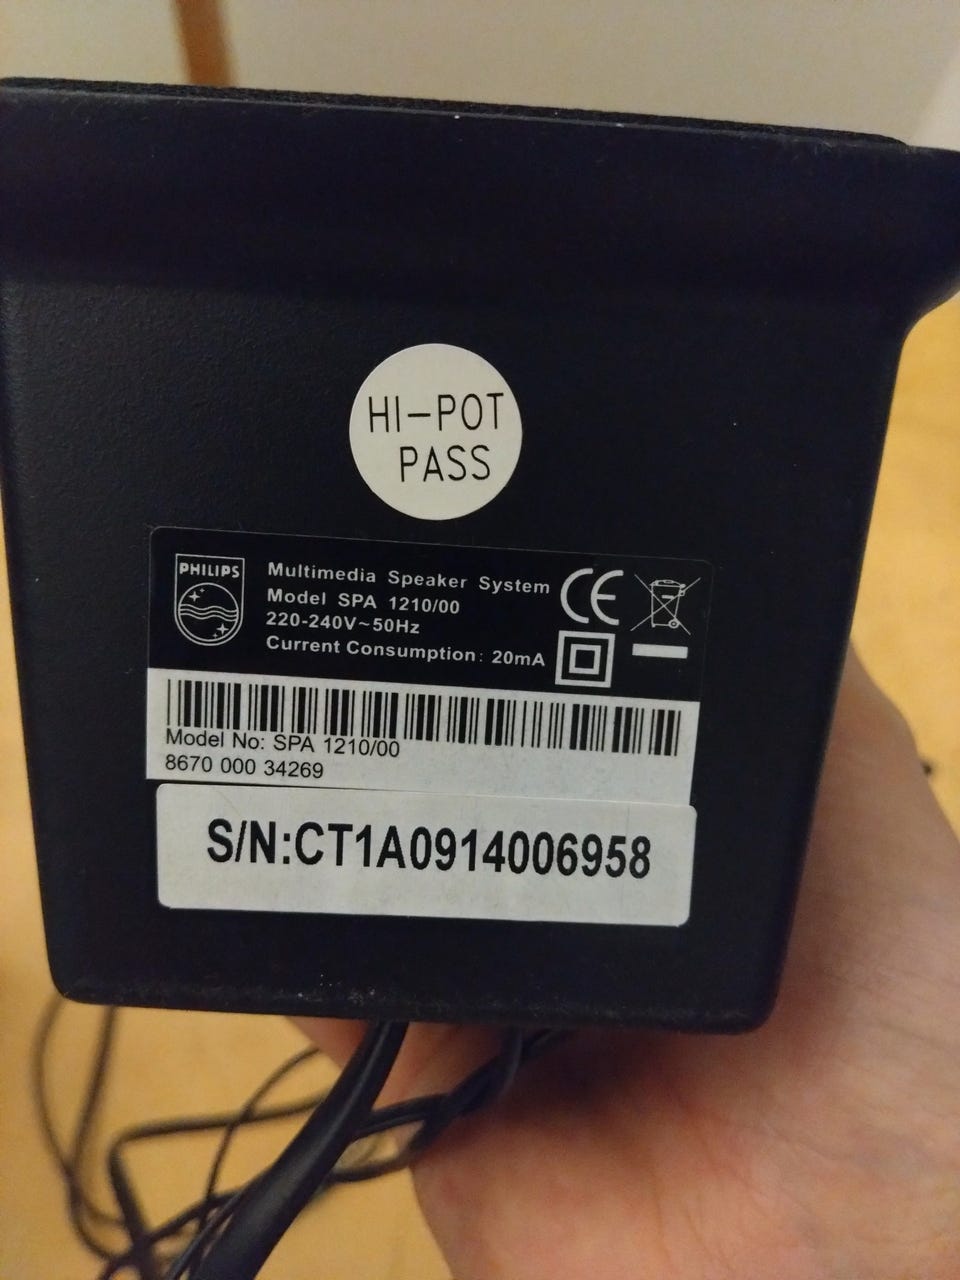 HI-POT
PASS
PHILIPS
Multimedia Speaker System
Model SPA 1210/00
220-240V~50Hz
Current Consumption: 20mA
CE
Model No: SPA 1210/00
8670 000 34269
S/N:CT1A0914006958